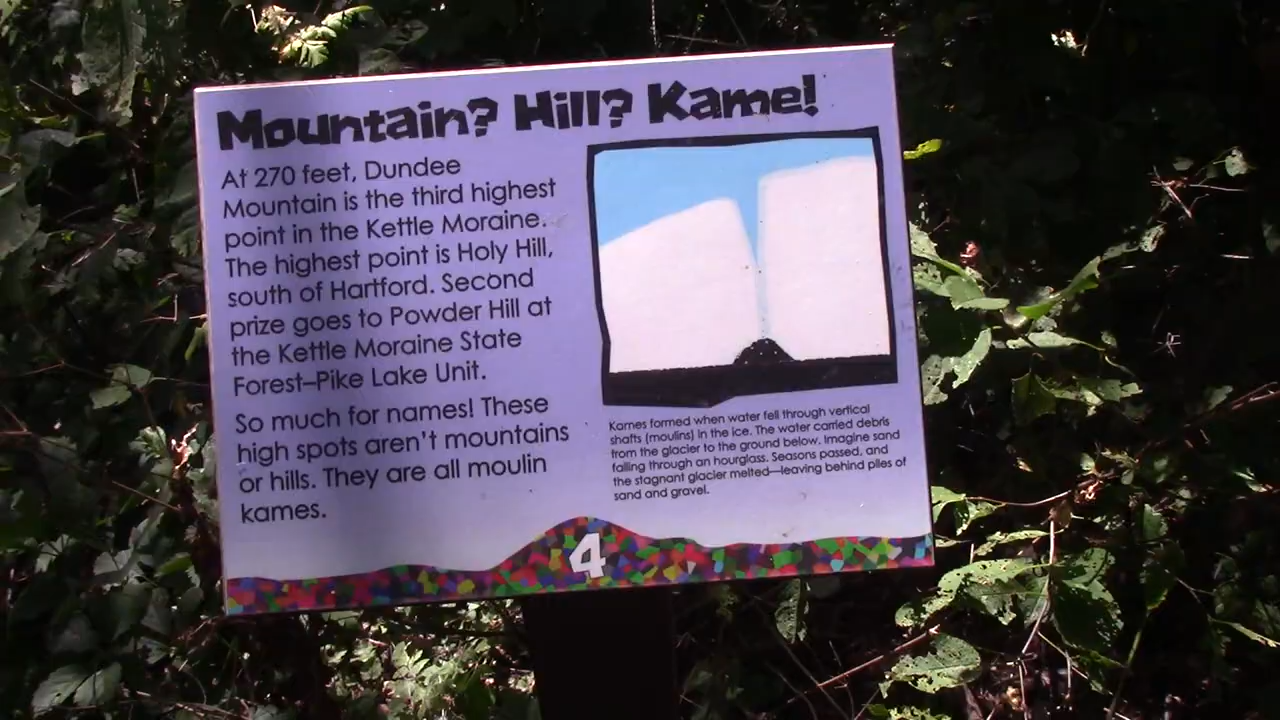 Mountain? Hill? Kame!
At 270 feet, Dundee
Mountain is the third highest
point in the Kettle Moraine.
The highest point is Holy Hill,
south of Hartford. Second
prize goes to Powder Hill at
the Kettle Moraine State
Forest–Pike Lake Unit.
So much for names! These
high spots aren't mountains
or hills. They are all moulin
kames.
Kames formed when water fell through vertical
shafts (moulins) in the ice. The water carried debris
from the glacier to the ground below. Imagine sand
falling through an hourglass. Seasons passed, and
the stagnant glacier melted—leaving behind piles of
sand and gravel.
4